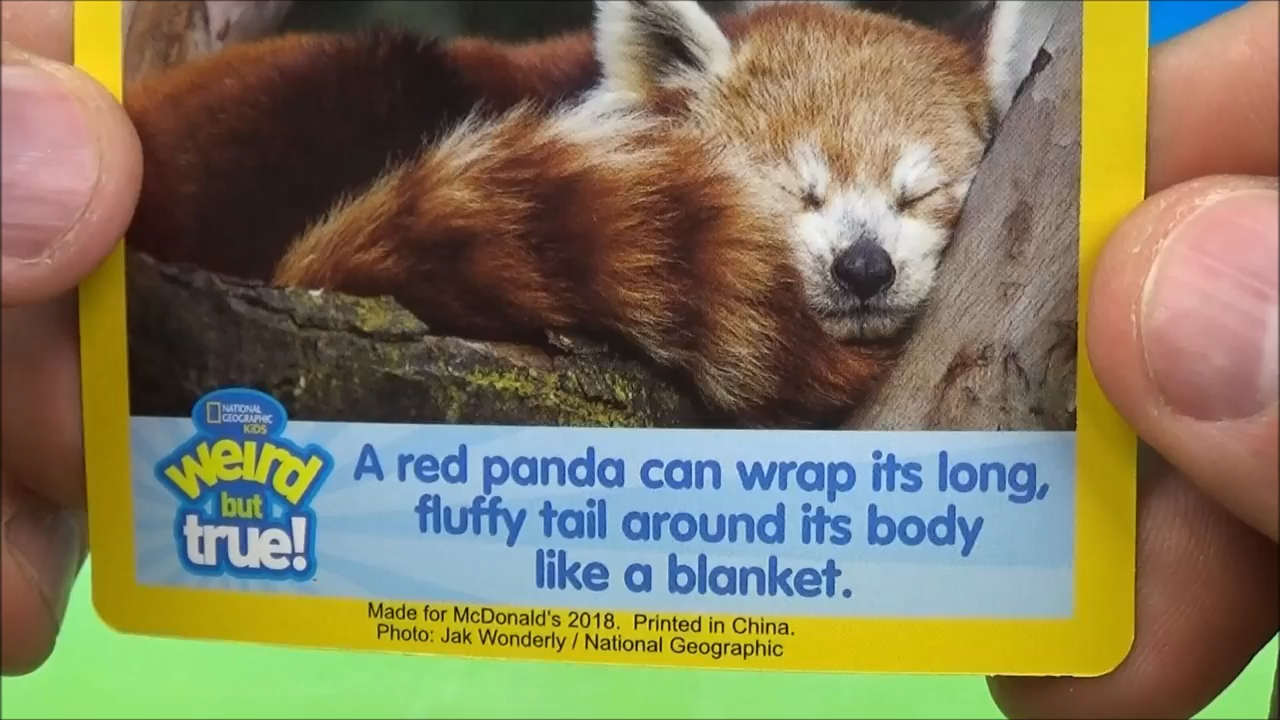 NATIONAL
GEOGRAPHIC
KiDS
weird
but
true!
A red panda can wrap its long,
fluffy tail around its body
like a blanket.
Made for McDonald's 2018. Printed in China.
Photo: Jak Wonderly / National Geographic